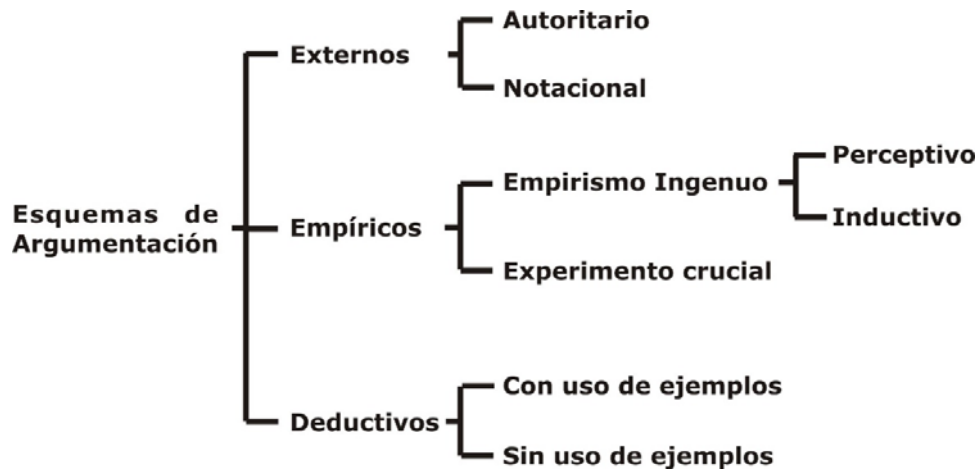 Autoritario
Externos
Notacional
Perceptivo
Empirismo Ingenuo
Inductivo
Esquemas de
Argumentación
Empíricos
Experimento crucial
Con uso de ejemplos
Deductivos
Sin uso de ejemplos